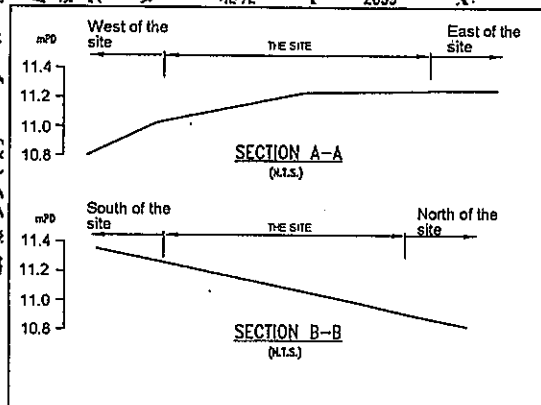 West of the site
THE SITE
East of the site
mPD
11.4
11.2
11.0
10.8
SECTION A-A
(N.T.S.)
South of the site
THE SITE
North of the site
mPD
11.4
11.2
11.0
10.8
SECTION B-B
(N.T.S.)